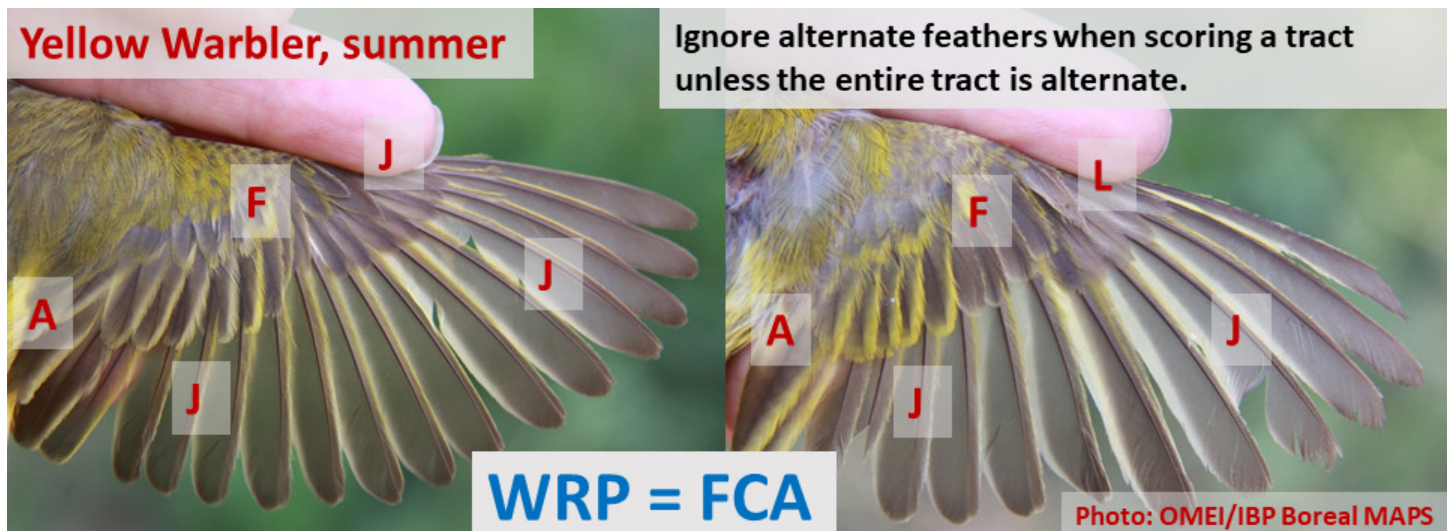 Yellow Warbler, summer
Ignore alternate feathers when scoring a tract
unless the entire tract is alternate.
J
F
J
A
J
L
F
J
A
J
WRP = FCA
Photo: OMEI/IBP Boreal MAPS